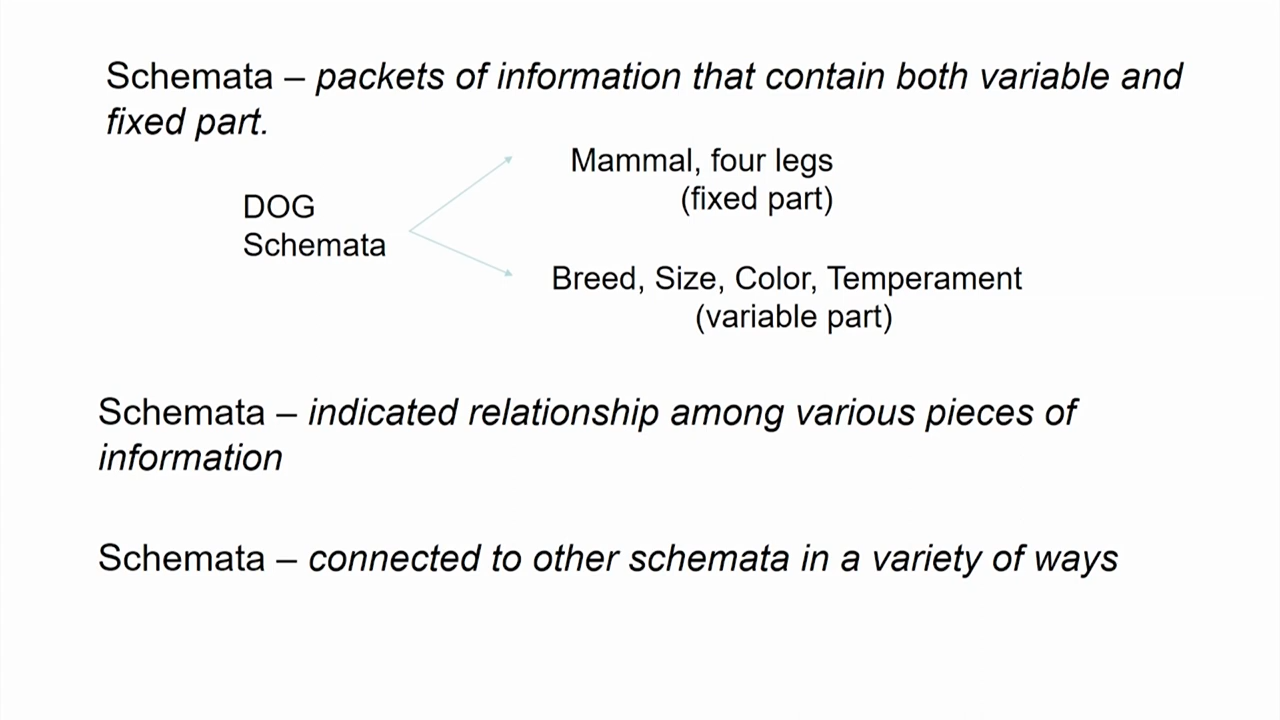 Schemata – packets of information that contain both variable and
fixed part.
Mammal, four legs
(fixed part)
DOG
Schemata
Breed, Size, Color, Temperament
(variable part)
Schemata – indicated relationship among various pieces of
information
Schemata – connected to other schemata in a variety of ways